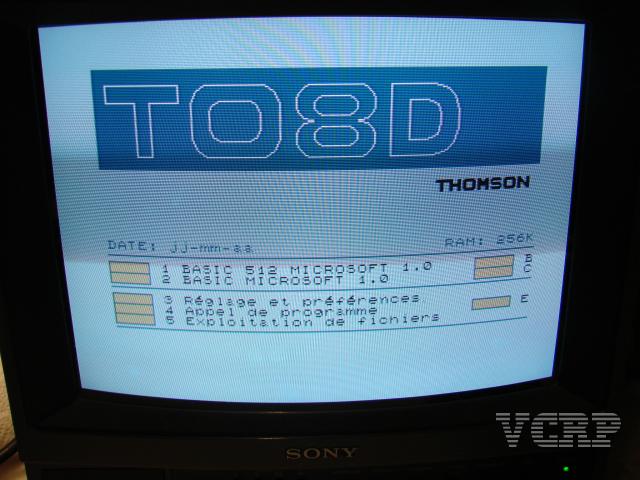 TO8D
THOMSON
DATE: jj-mm-aa RAM: 256K
1 BASIC 512 MICROSOFT 1.0 B
2 BASIC MICROSOFT 1.0 C
3 Réglage et préférences E
4 Appel de programme
5 Exploitation de fichiers
VCRP
SONY